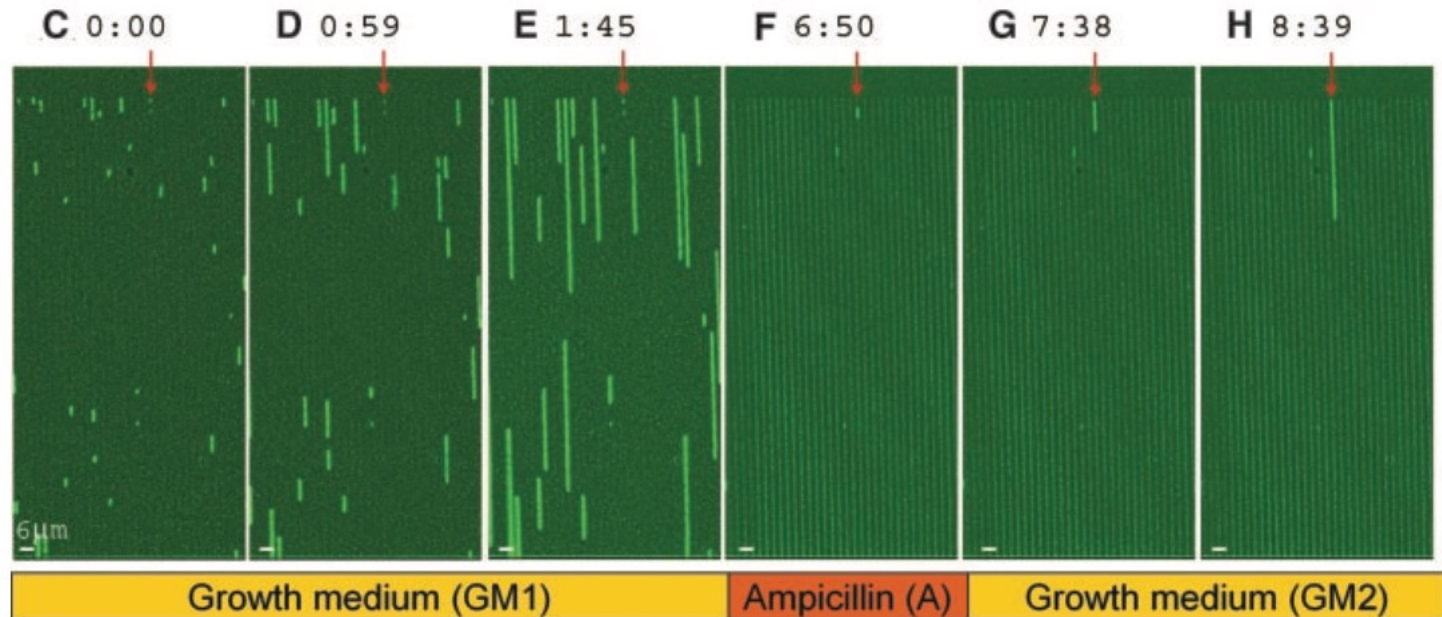 C 0:00 D 0:59 E 1:45 F 6:50 G 7:38 H 8:39
6μm
Growth medium (GM1) Ampicillin (A) Growth medium (GM2)